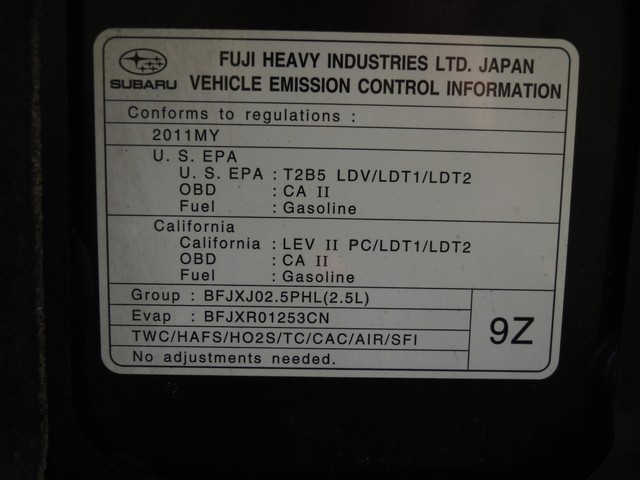 SUBARU
FUJI HEAVY INDUSTRIES LTD. JAPAN
VEHICLE EMISSION CONTROL INFORMATION
Conforms to regulations :
2011MY
U. S. EPA
U. S. EPA : T2B5 LDV/LDT1/LDT2
OBD : CA II
Fuel : Gasoline
California
California : LEV II PC/LDT1/LDT2
OBD : CA II
Fuel : Gasoline
Group : BFJXJ02.5PHL(2.5L)
Evap : BFJXR01253CN
TWC/HAFS/HO2S/TC/CAC/AIR/SFI
No adjustments needed.
9Z